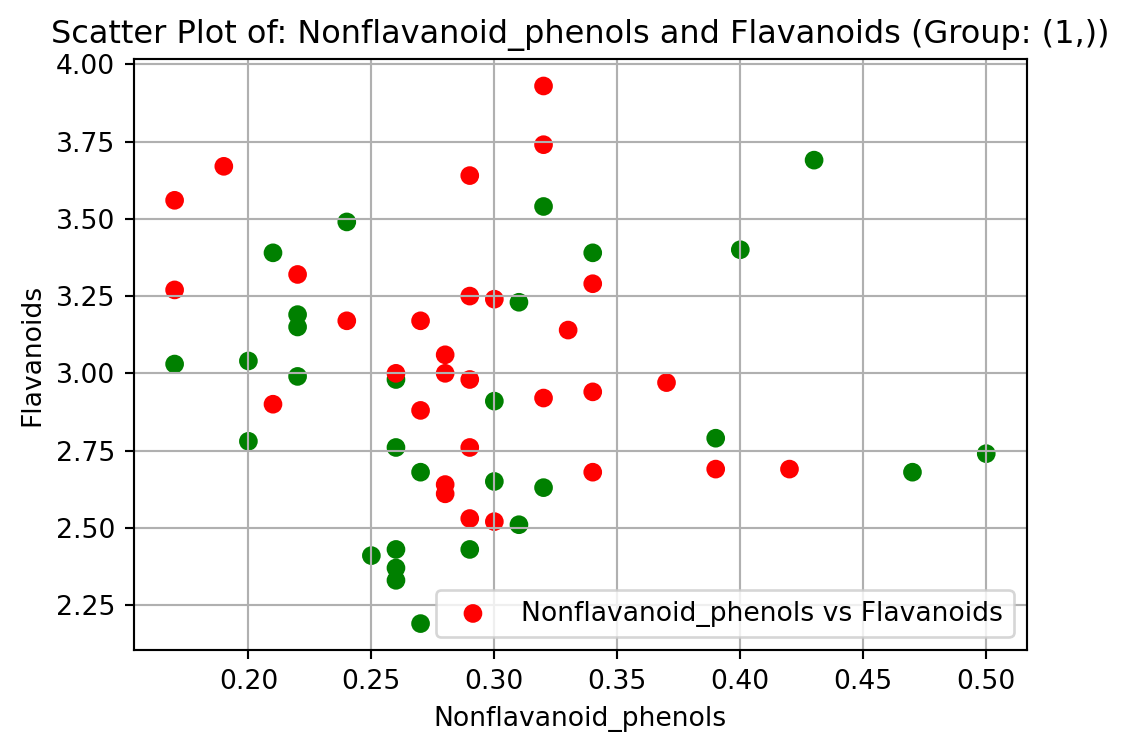 Scatter Plot of: Nonflavanoid_phenols and Flavanoids (Group: (1,))
4.00
3.75
3.50
3.25
3.00
2.75
2.50
2.25
Flavanoids
Nonflavanoid_phenols vs Flavanoids
0.20 0.25 0.30 0.35 0.40 0.45 0.50
Nonflavanoid_phenols